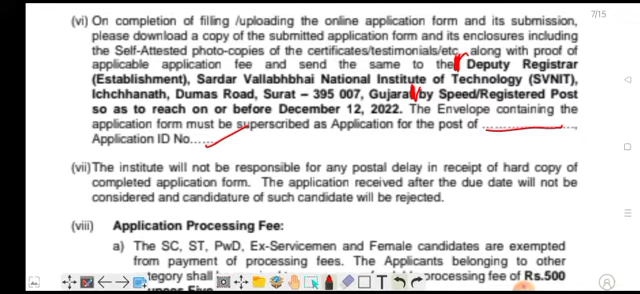 7/15
(vi) On completion of filling /uploading the online application form and its submission,
please download a copy of the submitted application form and its enclosures including
the Self-Attested photo-copies of the certificates/testimonials/etc. along with proof of
applicable application fee and send the same to the Deputy Registrar
(Establishment), Sardar Vallabhbhai National Institute of Technology (SVNIT),
Ichchhanath, Dumas Road, Surat – 395 007, Gujarat by Speed/Registered Post
so as to reach on or before December 12, 2022. The Envelope containing the
application form must be superscribed as Application for the post of ………………,
Application ID No……
(vii) The institute will not be responsible for any postal delay in receipt of hard copy of
completed application form. The application received after the due date will not be
considered and candidature of such candidate will be rejected.
(viii) Application Processing Fee:
a) The SC, ST, PwD, Ex-Servicemen and Female candidates are exempted
from payment of processing fees. The Applicants belonging to other
tegory shall processing fee of Rs.500